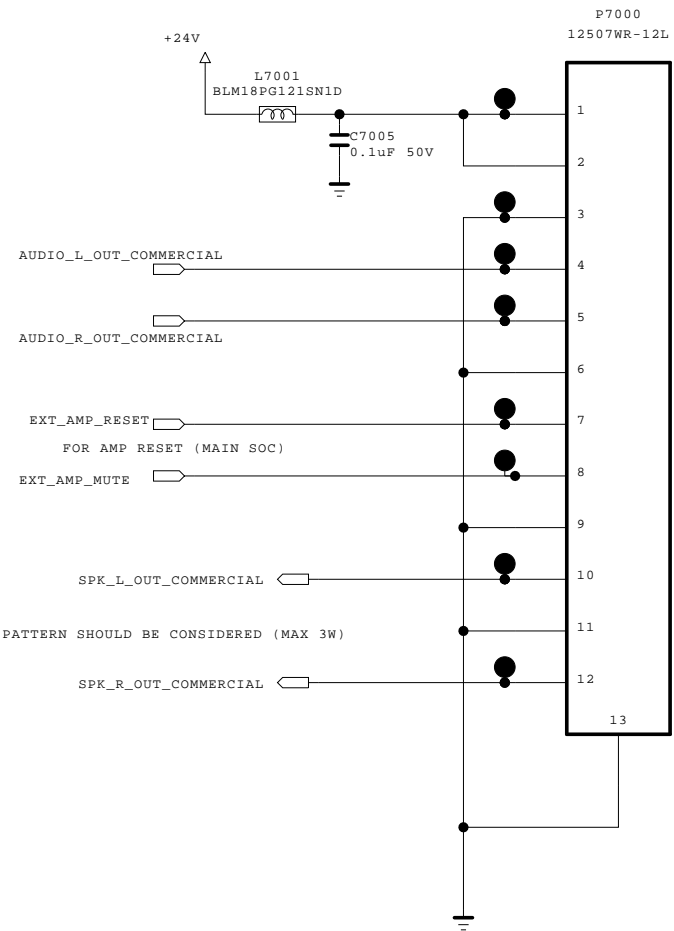 P7000
12507WR-12L
+24V
L7001
BLM18PG121SN1D
1
C7005
0.1uF 50V
2
3
AUDIO_L_OUT_COMMERCIAL
4
5
AUDIO_R_OUT_COMMERCIAL
6
EXT_AMP_RESET
7
FOR AMP RESET (MAIN SOC)
EXT_AMP_MUTE
8
9
SPK_L_OUT_COMMERCIAL
10
PATTERN SHOULD BE CONSIDERED (MAX 3W)
11
SPK_R_OUT_COMMERCIAL
12
13